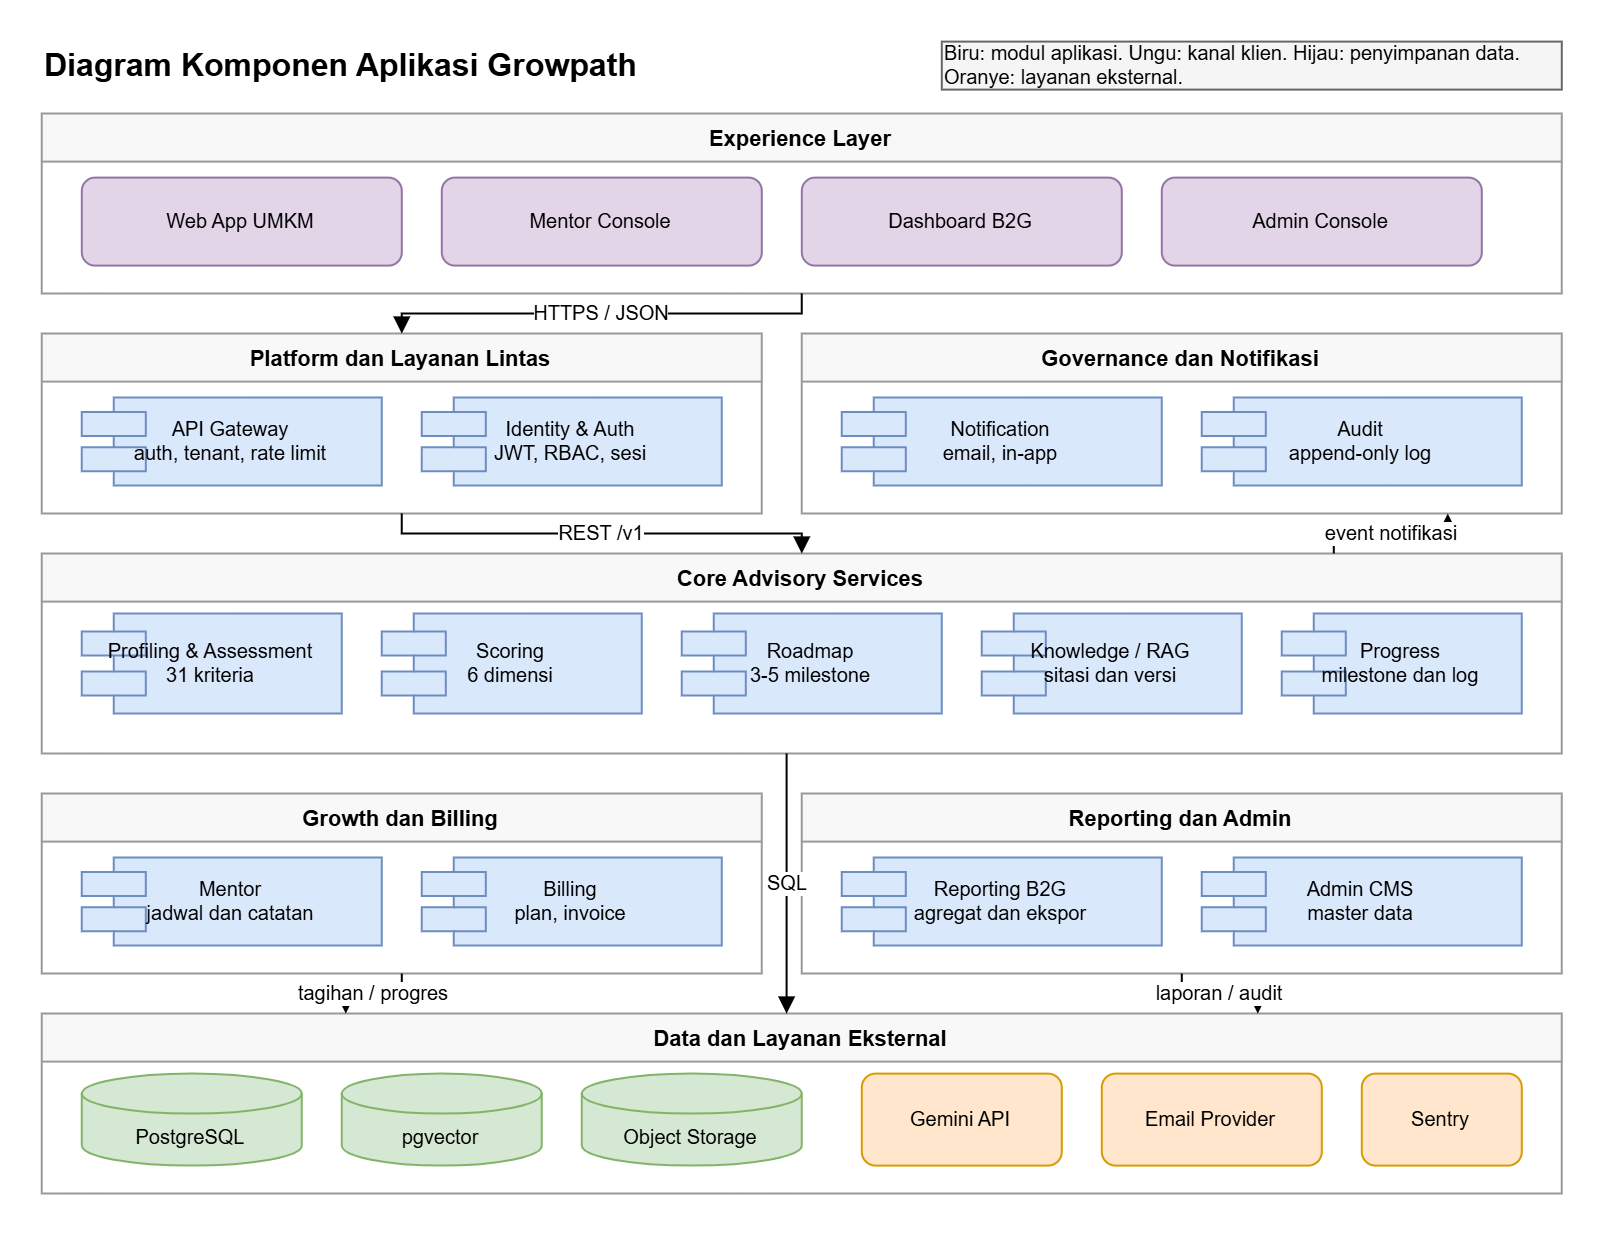 Diagram Komponen Aplikasi Growpath
Biru: modul aplikasi. Ungu: kanal klien. Hijau: penyimpanan data.
Oranye: layanan eksternal.
Experience Layer
Web App UMKM
Mentor Console
Dashboard B2G
Admin Console
HTTPS / JSON
Platform dan Layanan Lintas
API Gateway
auth, tenant, rate limit
Identity & Auth
JWT, RBAC, sesi
Governance dan Notifikasi
Notification
email, in-app
Audit
append-only log
REST /v1
event notifikasi
Core Advisory Services
Profiling & Assessment
31 kriteria
Scoring
6 dimensi
Roadmap
3-5 milestone
Knowledge / RAG
sitasi dan versi
Progress
milestone dan log
Growth dan Billing
Mentor
jadwal dan catatan
Billing
plan, invoice
SQL
Reporting dan Admin
Reporting B2G
agregat dan ekspor
Admin CMS
master data
tagihan / progres
laporan / audit
Data dan Layanan Eksternal
PostgreSQL
pgvector
Object Storage
Gemini API
Email Provider
Sentry